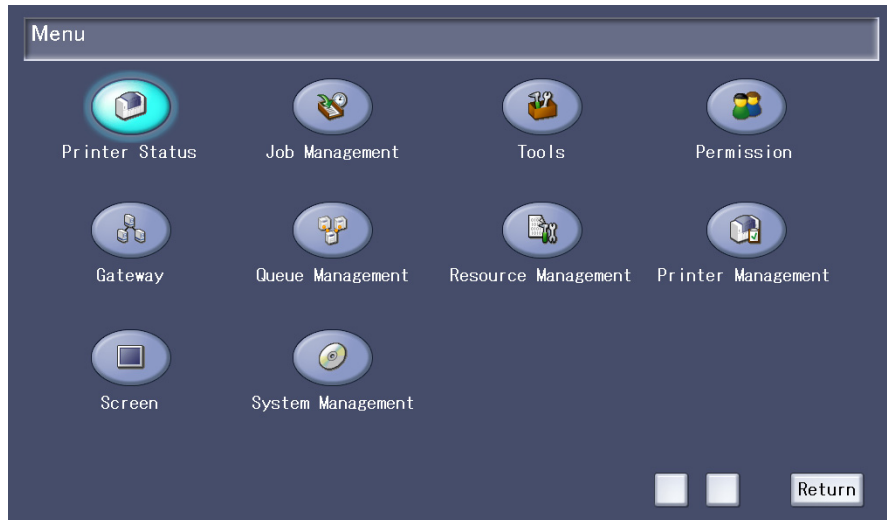 Menu
Printer Status Job Management Tools Permission
Gateway Queue Management Resource Management Printer Management
Screen System Management
Return